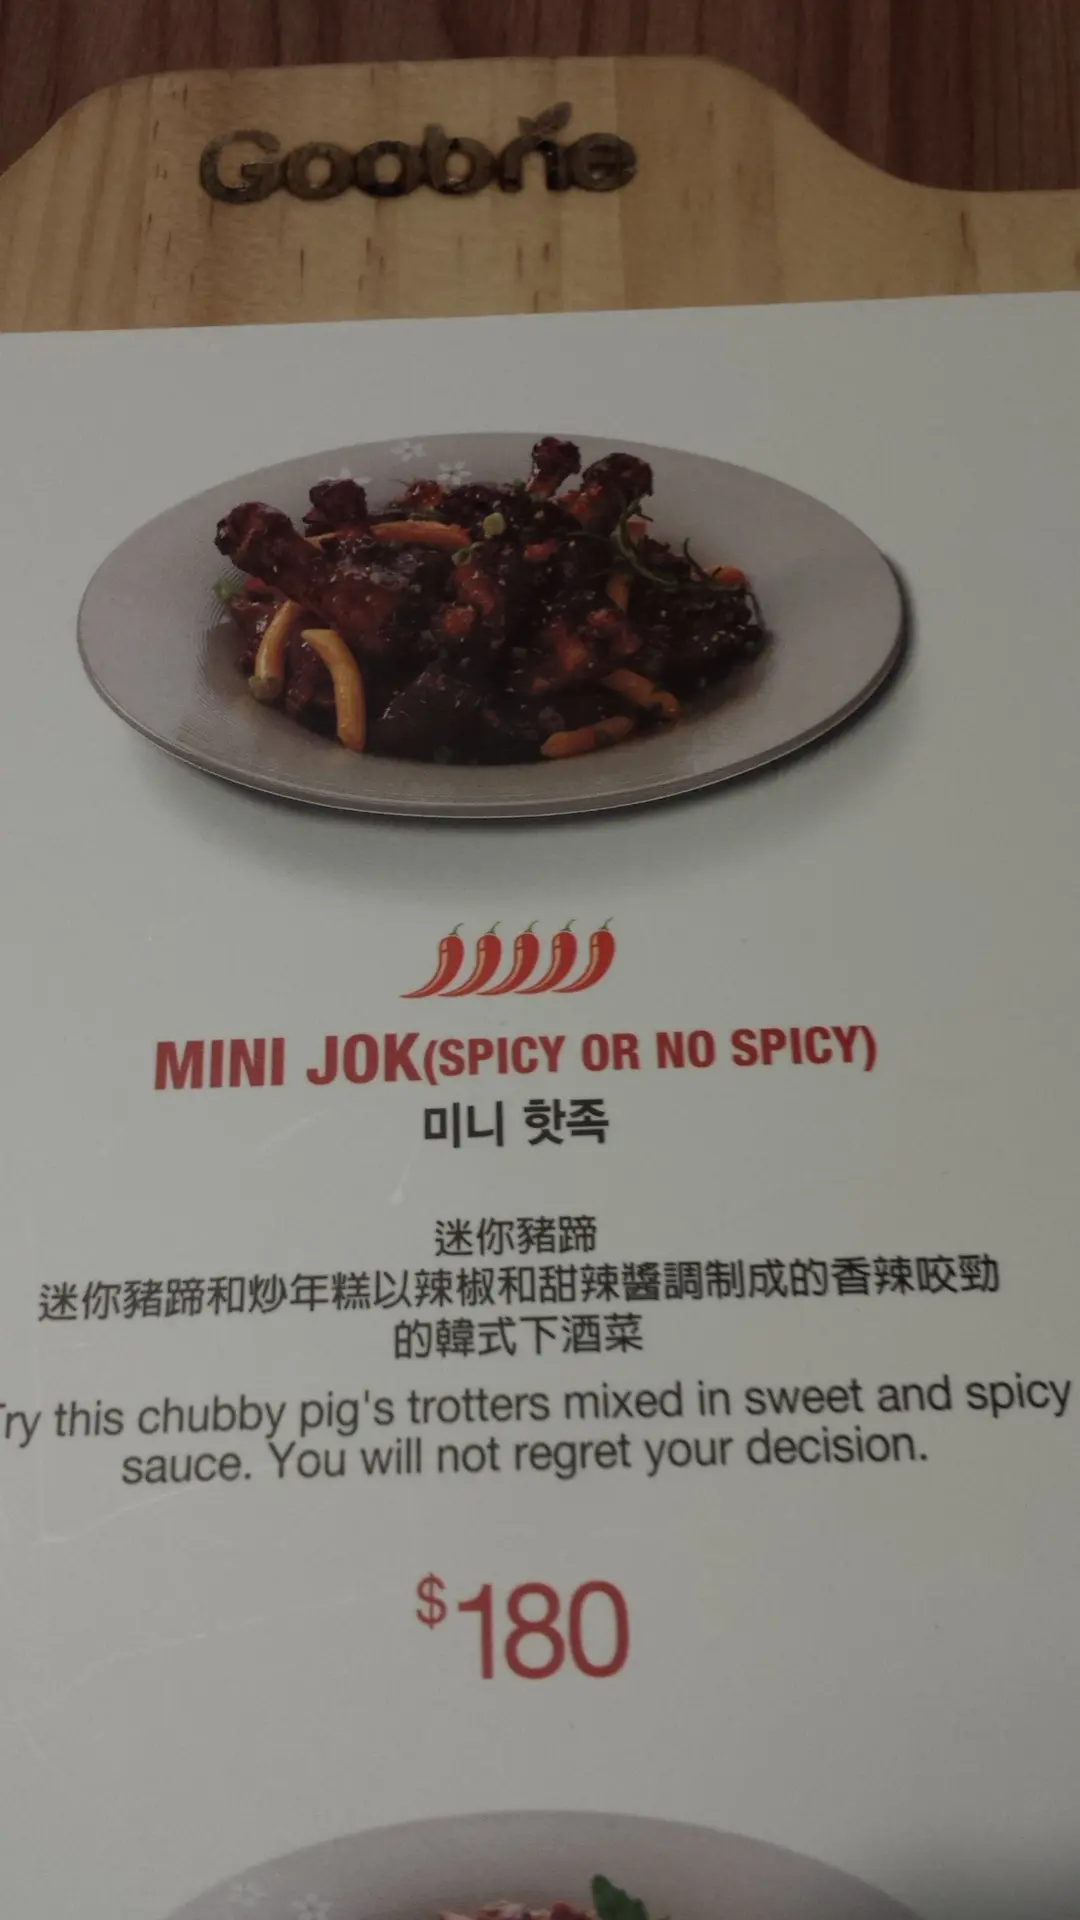 Goobne
MINI JOK(SPICY OR NO SPICY)
미니 핫족
迷你豬蹄
迷你豬蹄和炒年糕以辣椒和甜辣醬調制成的香辣咬勁
的韓式下酒菜
Try this chubby pig's trotters mixed in sweet and spicy
sauce. You will not regret your decision.
$180